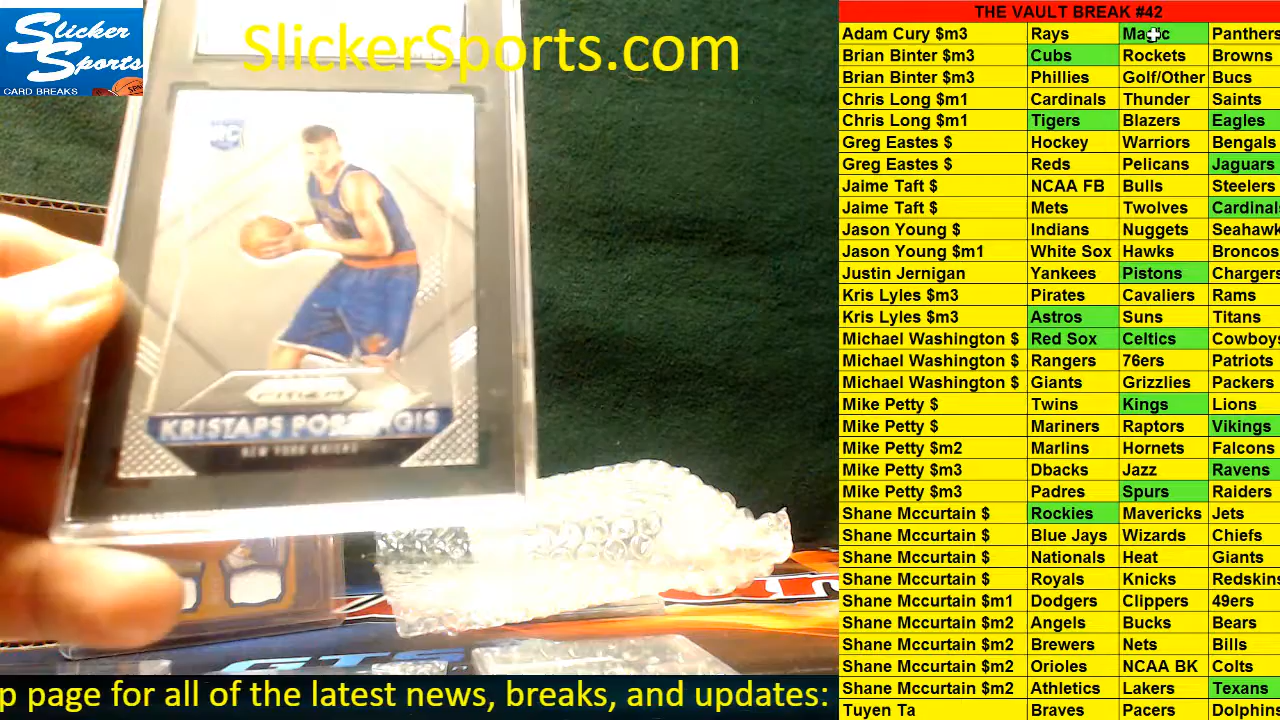 Slicker
Sports
CARD BREAKS
SlickerSports.com
RC
PRIZM
KRISTAPS PORZINGIS
NEW YORK KNICKS
GTS
p page for all of the latest news, breaks, and updates:
THE VAULT BREAK #42
Adam Cury $m3 Rays Magic Panthers
Brian Binter $m3 Cubs Rockets Browns
Brian Binter $m3 Phillies Golf/Other Bucs
Chris Long $m1 Cardinals Thunder Saints
Chris Long $m1 Tigers Blazers Eagles
Greg Eastes $ Hockey Warriors Bengals
Greg Eastes $ Reds Pelicans Jaguars
Jaime Taft $ NCAA FB Bulls Steelers
Jaime Taft $ Mets Twolves Cardinals
Jason Young $ Indians Nuggets Seahawk
Jason Young $m1 White Sox Hawks Broncos
Justin Jernigan Yankees Pistons Chargers
Kris Lyles $m3 Pirates Cavaliers Rams
Kris Lyles $m3 Astros Suns Titans
Michael Washington $ Red Sox Celtics Cowboys
Michael Washington $ Rangers 76ers Patriots
Michael Washington $ Giants Grizzlies Packers
Mike Petty $ Twins Kings Lions
Mike Petty $ Mariners Raptors Vikings
Mike Petty $m2 Marlins Hornets Falcons
Mike Petty $m3 Dbacks Jazz Ravens
Mike Petty $m3 Padres Spurs Raiders
Shane Mccurtain $ Rockies Mavericks Jets
Shane Mccurtain $ Blue Jays Wizards Chiefs
Shane Mccurtain $ Nationals Heat Giants
Shane Mccurtain $ Royals Knicks Redskins
Shane Mccurtain $m1 Dodgers Clippers 49ers
Shane Mccurtain $m2 Angels Bucks Bears
Shane Mccurtain $m2 Brewers Nets Bills
Shane Mccurtain $m2 Orioles NCAA BK Colts
Shane Mccurtain $m2 Athletics Lakers Texans
Tuyen Ta Braves Pacers Dolphins